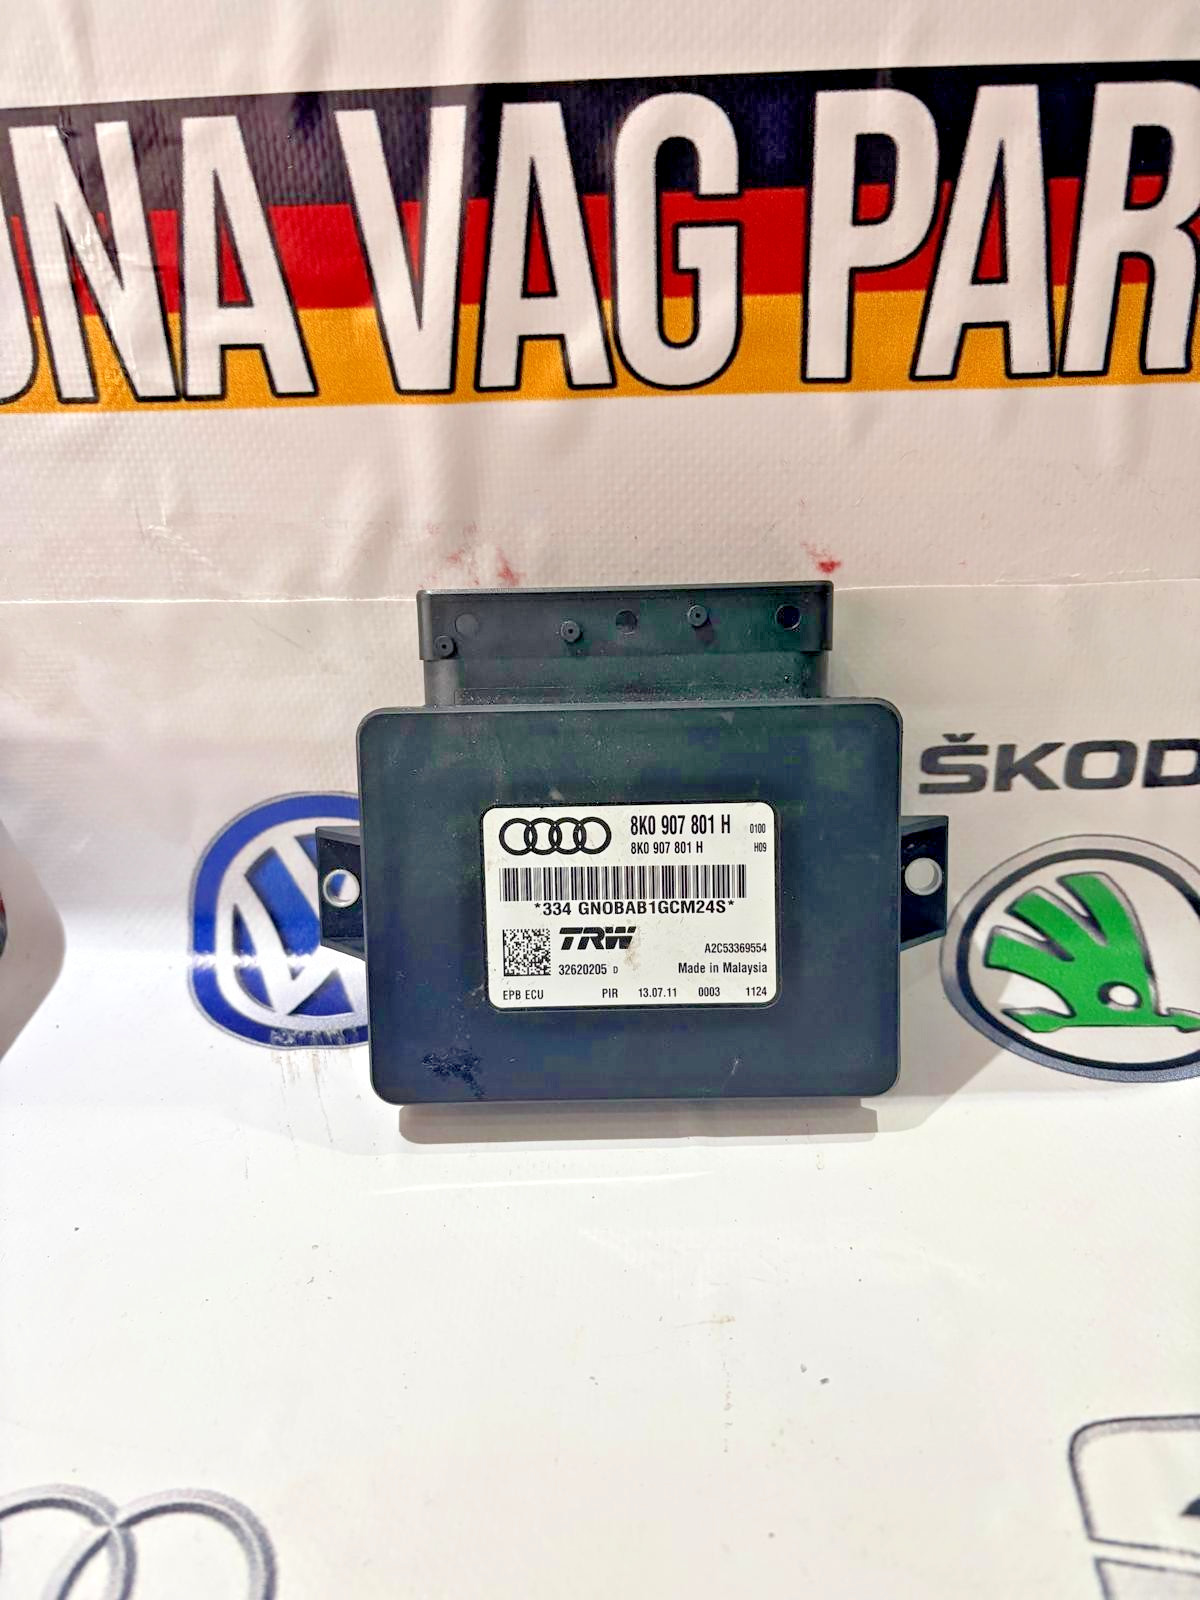 UNA VAG PAR
ŠKOD
8K0 907 801 H 0100
8K0 907 801 H H09
*334 GNOBAB1GCM24S*
TRW
A2C53369554
32620205 D Made in Malaysia
EPB ECU PIR 13.07.11 0003 1124